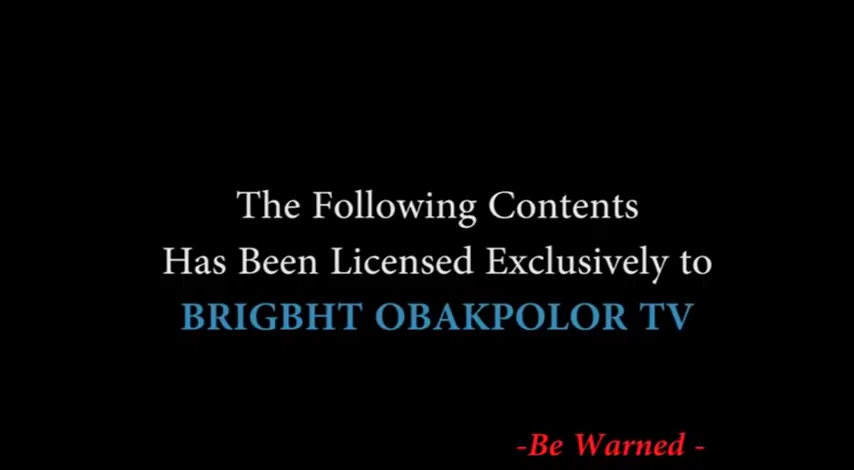 The Following Contents
Has Been Licensed Exclusively to
BRIGBHT OBAKPOLOR TV
-Be Warned -